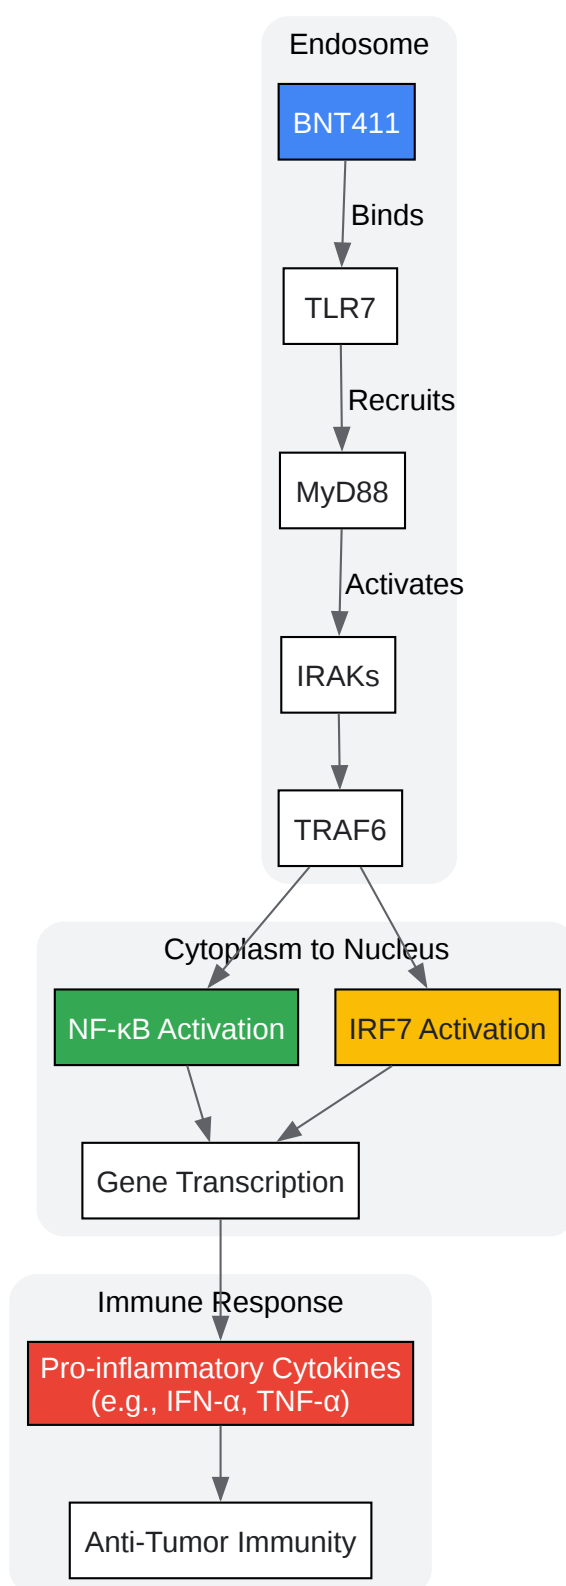 Endosome
BNT411
Binds
TLR7
Recruits
MyD88
Activates
IRAKs
TRAF6
Cytoplasm to Nucleus
NF-κB Activation
IRF7 Activation
Gene Transcription
Immune Response
Pro-inflammatory Cytokines
(e.g., IFN-α, TNF-α)
Anti-Tumor Immunity